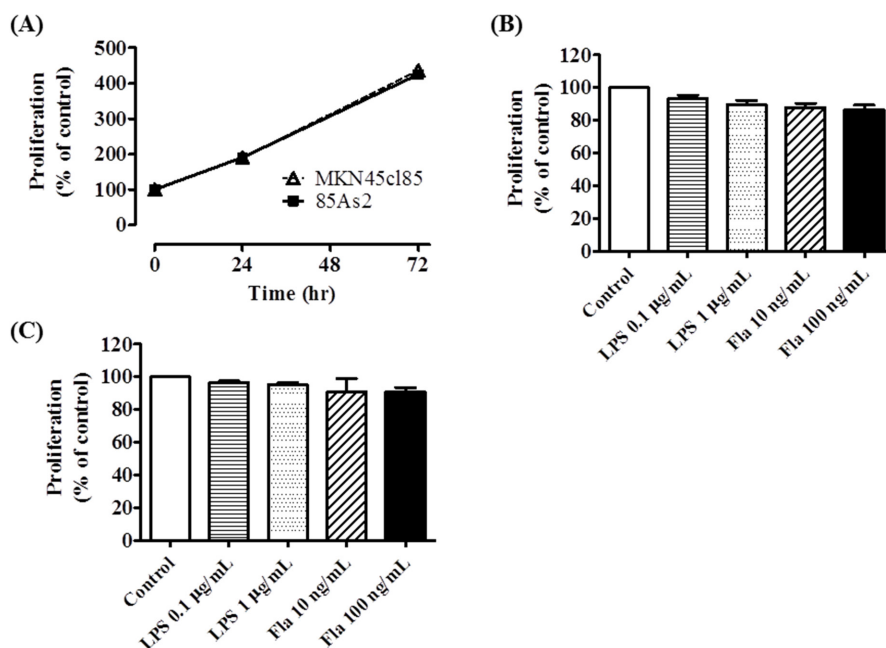 (A)
Proliferation
(% of control)
500
400
300
200
100
0
MKN45cl85
85As2
0 24 48 72
Time (hr)
(B)
Proliferation
(% of control)
120
100
80
60
40
20
0
Control
LPS 0.1 µg/mL
LPS 1 µg/mL
Fla 10 ng/mL
Fla 100 ng/mL
(C)
Proliferation
(% of control)
120
100
80
60
40
20
0
Control
LPS 0.1 µg/mL
LPS 1 µg/mL
Fla 10 ng/mL
Fla 100 ng/mL